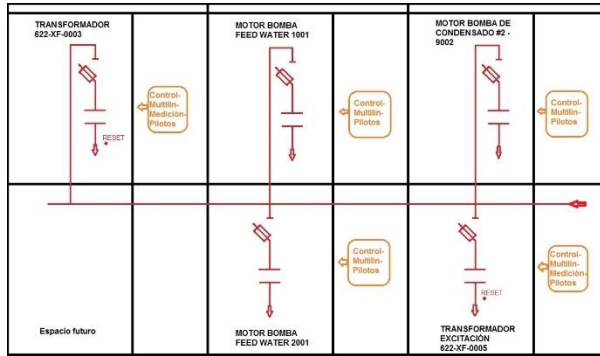 TRANSFORMADOR
622-XF-0003
Control-
Multilin-
Medición-
Pilotos
RESET
MOTOR BOMBA
FEED WATER 1001
Control-
Multilin-
Pilotos
MOTOR BOMBA DE
CONDENSADO #2 -
9002
Control-
Multilin-
Pilotos
Espacio futuro
Control-
Multilin-
Pilotos
MOTOR BOMBA
FEED WATER 2001
Control-
Multilin-
Medición-
Pilotos
RESET
TRANSFORMADOR
EXCITACIÓN
622-XF-0005